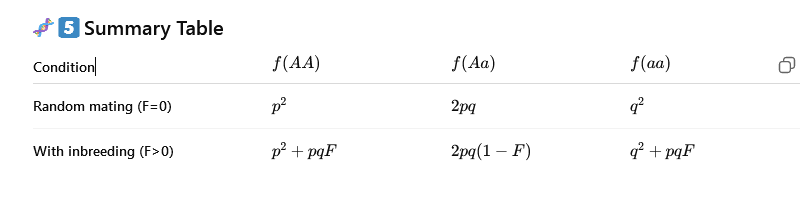 🧬 5️⃣ Summary Table
Condition f(AA) f(Aa) f(aa)
Random mating (F=0) p² 2pq q²
With inbreeding (F>0) p² + pqF 2pq(1 − F) q² + pqF